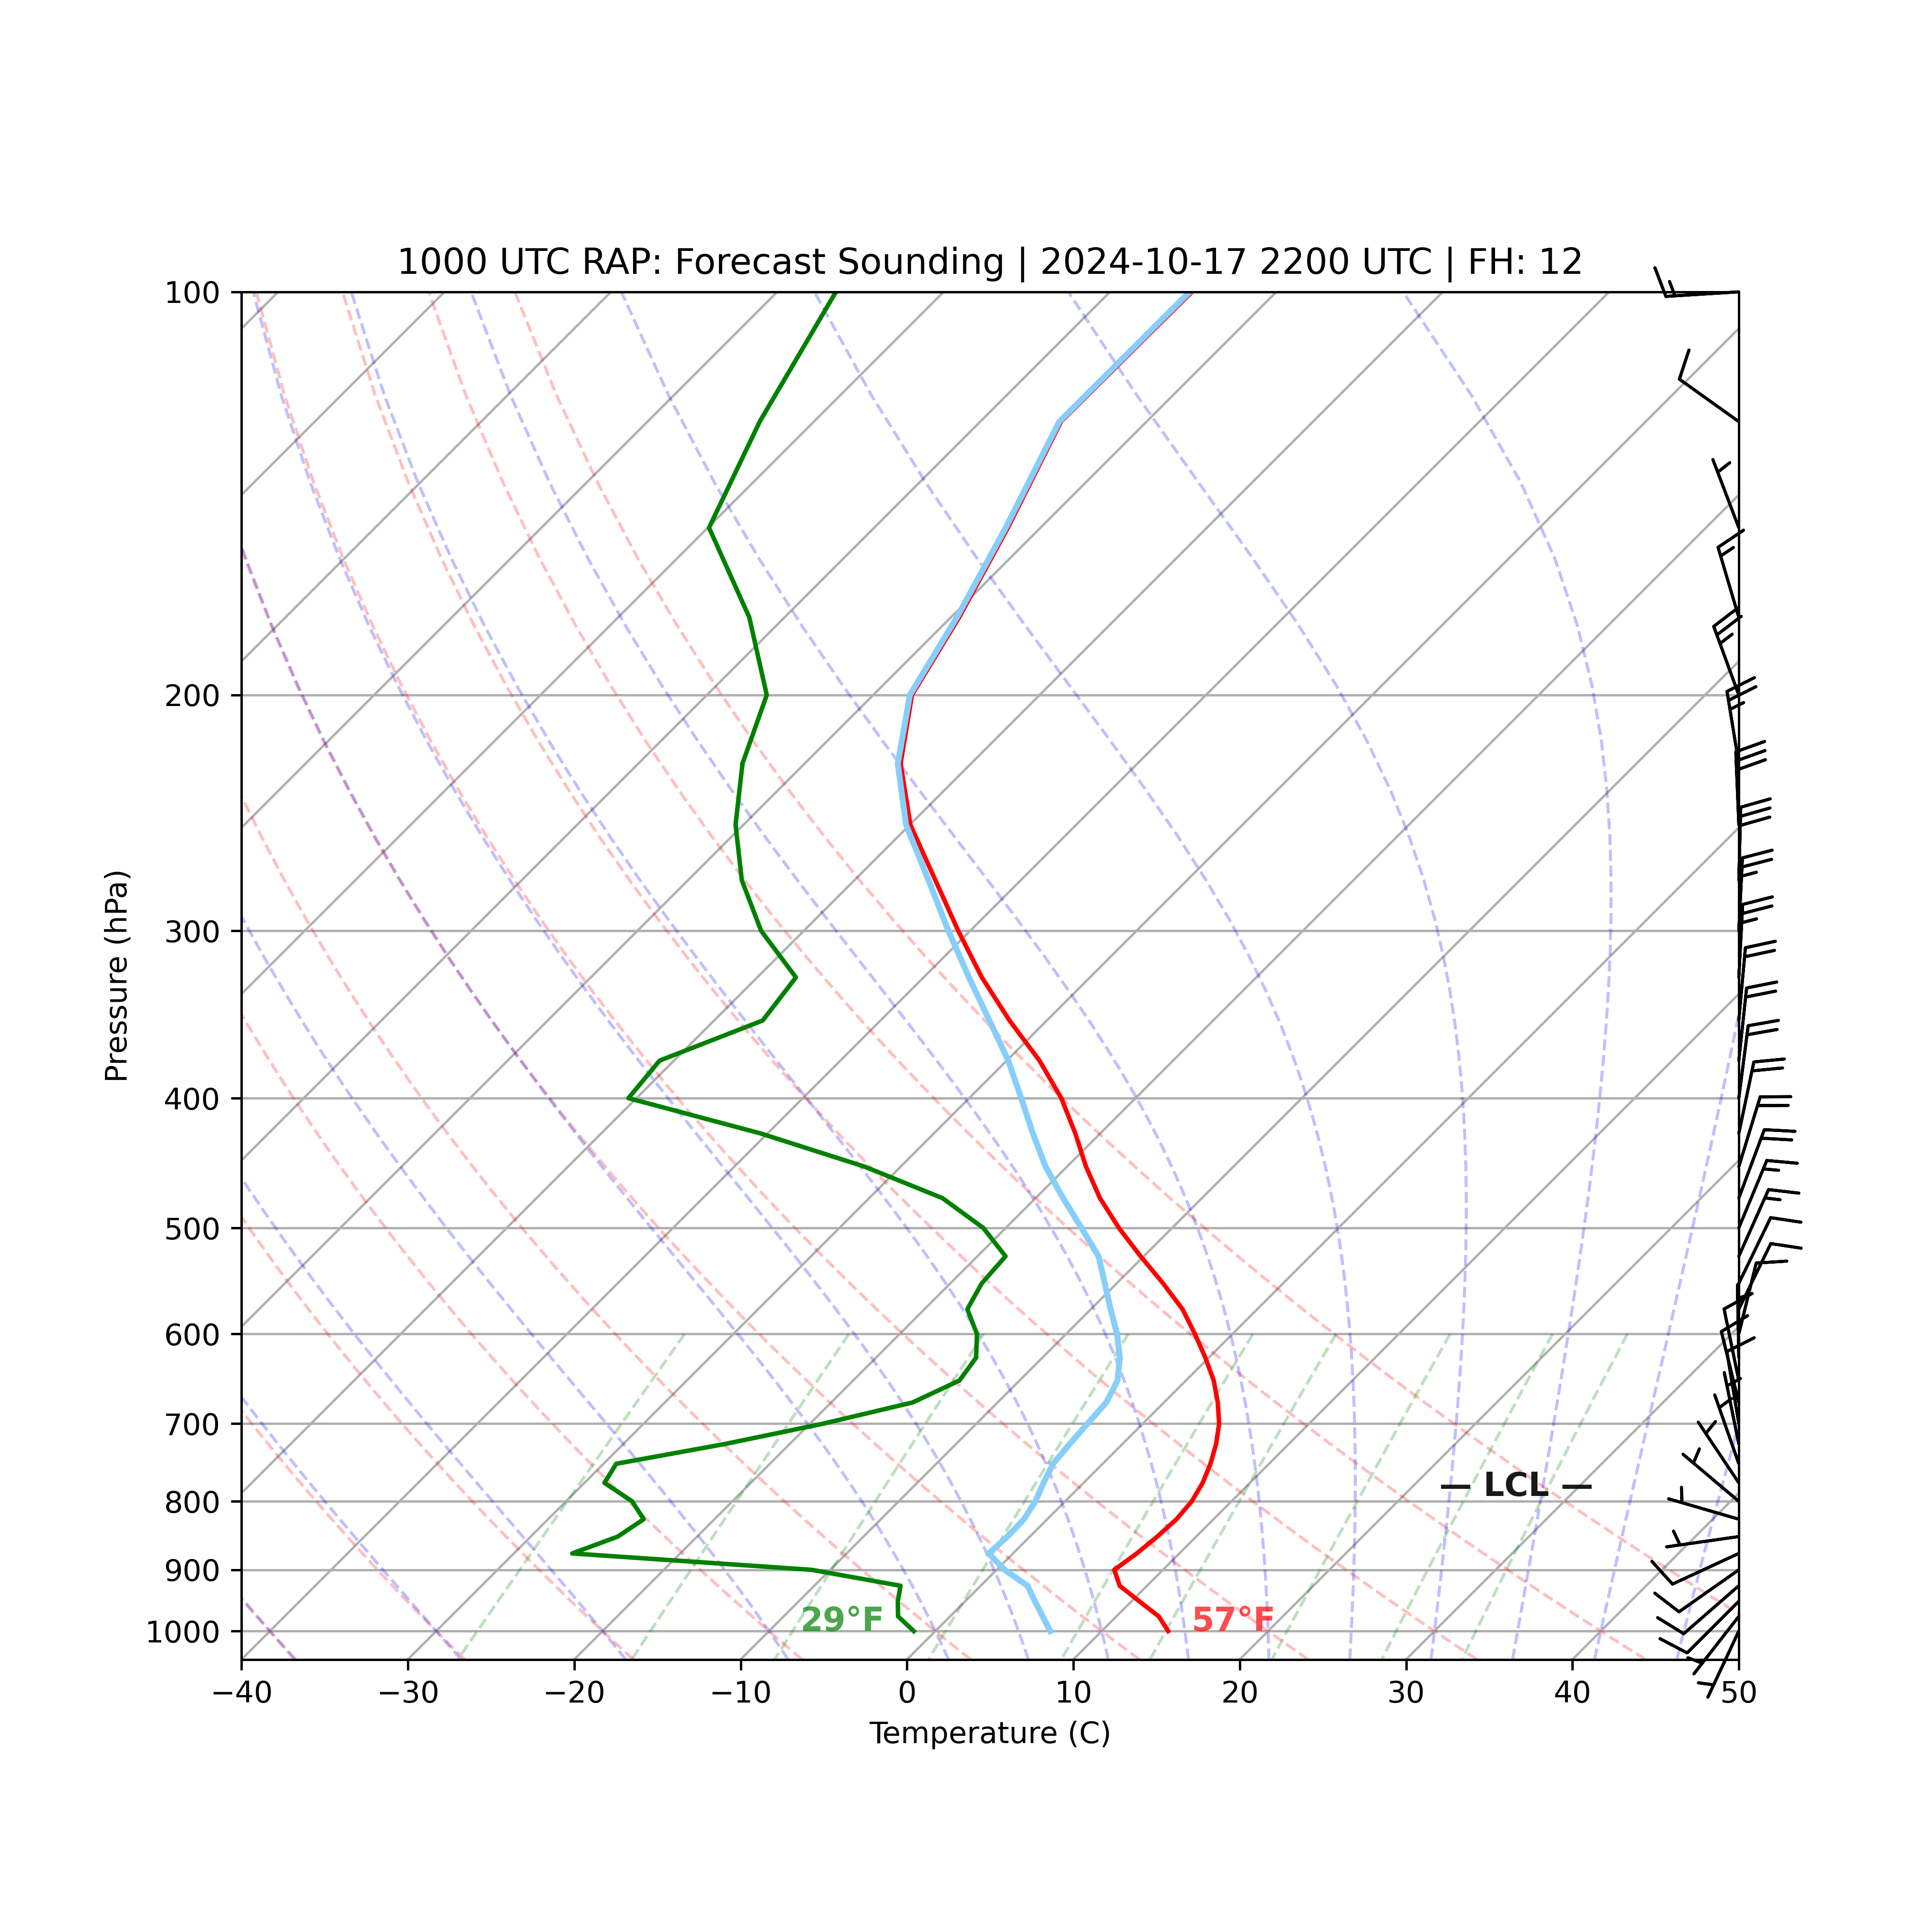 1000 UTC RAP: Forecast Sounding | 2024-10-17 2200 UTC | FH: 12
100
200
300
400
500
600
700
800
900
1000
Pressure (hPa)
— LCL —
29°F
57°F
−40 −30 −20 −10 0 10 20 30 40 50
Temperature (C)